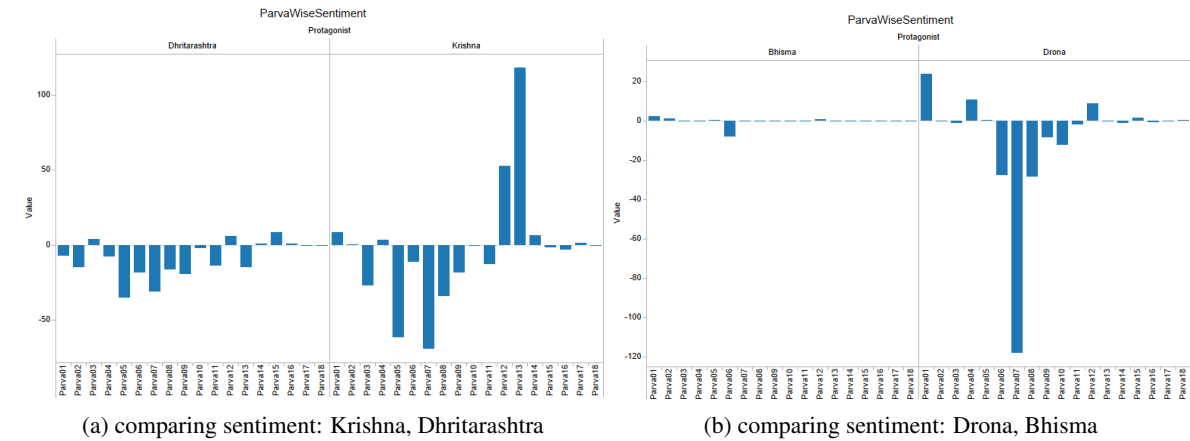 ParvaWiseSentiment
Protagonist
Dhritarashtra Krishna
100
50
0
-50
Value
Parva01 Parva02 Parva03 Parva04 Parva05 Parva06 Parva07 Parva08 Parva09 Parva10 Parva11 Parva12 Parva13 Parva14 Parva15 Parva16 Parva17 Parva18 Parva01 Parva02 Parva03 Parva04 Parva05 Parva06 Parva07 Parva08 Parva09 Parva10 Parva11 Parva12 Parva13 Parva14 Parva15 Parva16 Parva17 Parva18
(a) comparing sentiment: Krishna, Dhritarashtra
ParvaWiseSentiment
Protagonist
Bhisma Drona
20
0
-20
-40
-60
-80
-100
-120
Value
Parva01 Parva02 Parva03 Parva04 Parva05 Parva06 Parva07 Parva08 Parva09 Parva10 Parva11 Parva12 Parva13 Parva14 Parva15 Parva16 Parva17 Parva18 Parva01 Parva02 Parva03 Parva04 Parva05 Parva06 Parva07 Parva08 Parva09 Parva10 Parva11 Parva12 Parva13 Parva14 Parva15 Parva16 Parva17 Parva18
(b) comparing sentiment: Drona, Bhisma